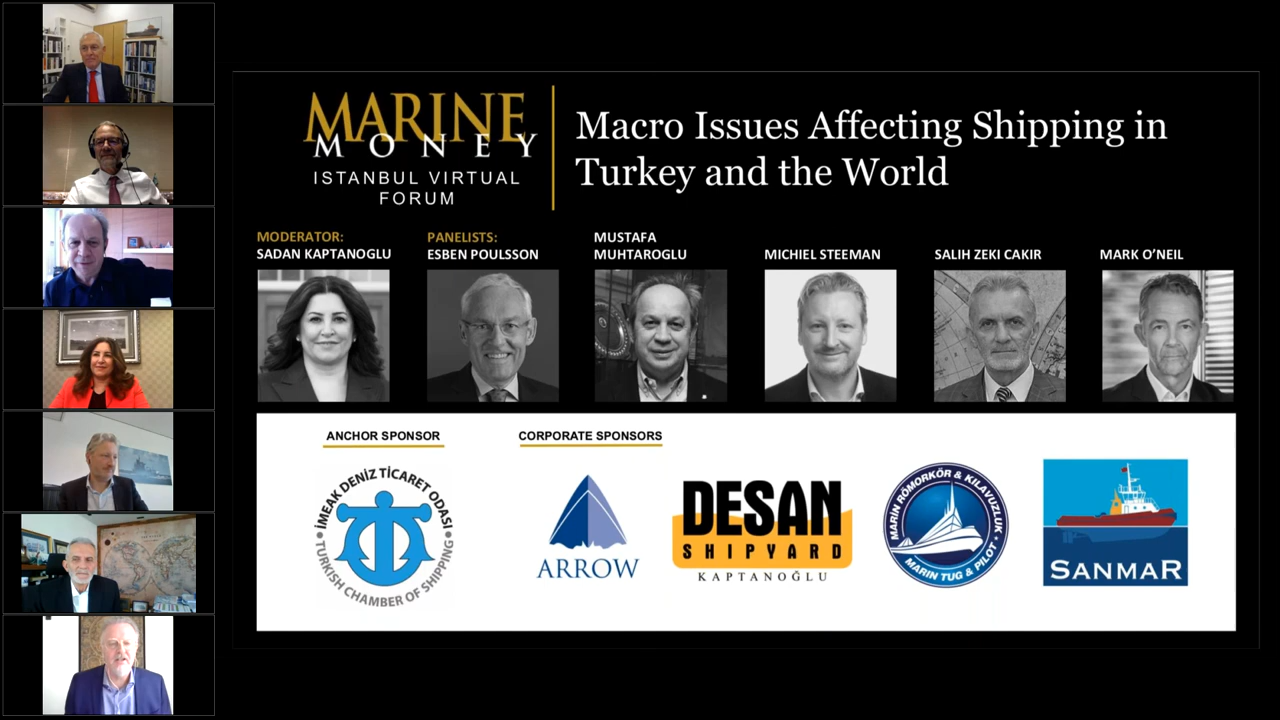 MARINE
MONEY
ISTANBUL VIRTUAL
FORUM
Macro Issues Affecting Shipping in
Turkey and the World
MODERATOR:
SADAN KAPTANOGLU
PANELISTS:
ESBEN POULSSON
MUSTAFA
MUHTAROGLU
MICHIEL STEEMAN
SALIH ZEKI CAKIR
MARK O’NEIL
ANCHOR SPONSOR
CORPORATE SPONSORS
İMEAK DENİZ TİCARET ODASI
• TURKISH CHAMBER OF SHIPPING •
ARROW
DESAN
SHIPYARD
KAPTANOĞLU
MARİN RÖMORKÖR & KILAVUZLUK
• MARIN TUG & PILOT •
SANMAR